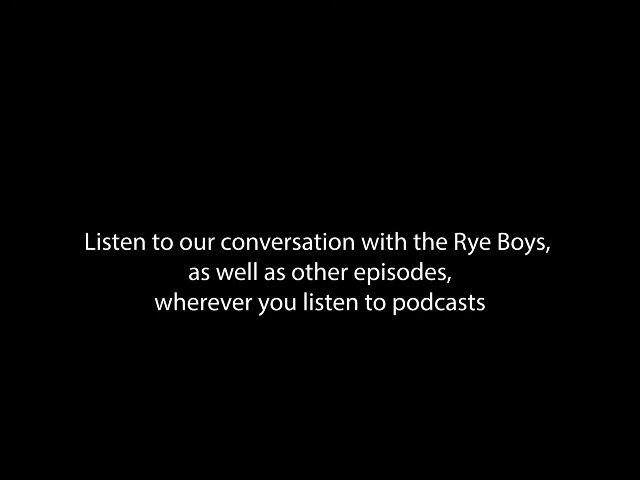 Listen to our conversation with the Rye Boys,
as well as other episodes,
wherever you listen to podcasts